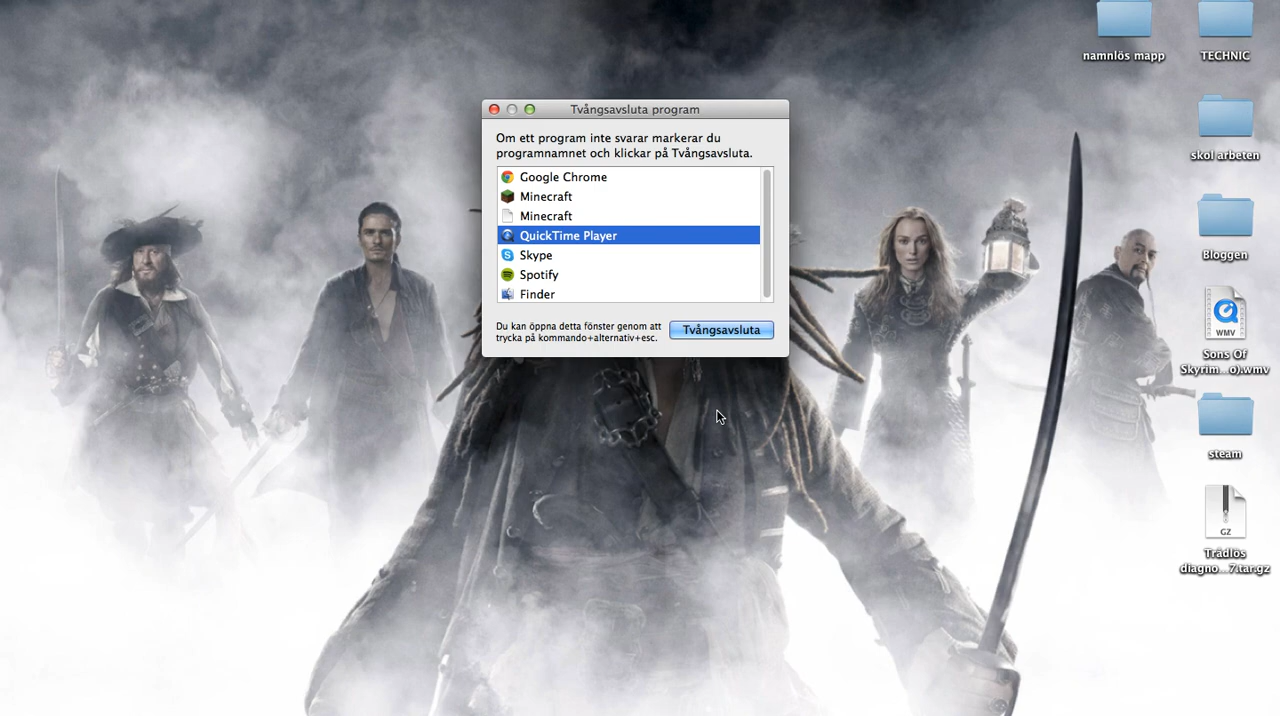 namnlös mapp
TECHNIC
Tvångsavsluta program
Om ett program inte svarar markerar du
programnamnet och klickar på Tvångsavsluta.
Google Chrome
Minecraft
Minecraft
QuickTime Player
Skype
Spotify
Finder
Du kan öppna detta fönster genom att
trycka på kommando+alternativ+esc.
Tvångsavsluta
skol arbeten
Bloggen
WMV
Sons Of
Skyrim...o).wmv
steam
GZ
Trådlös
diagno...7.tar.gz